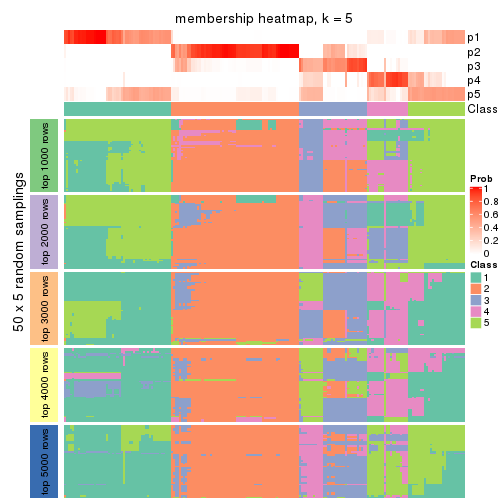 membership heatmap, k = 5
p1
p2
p3
p4
p5
Class
50 x 5 random samplings
top 1000 rows
top 2000 rows
top 3000 rows
top 4000 rows
top 5000 rows
Prob
1
0.8
0.6
0.4
0.2
0
Class
1
2
3
4
5